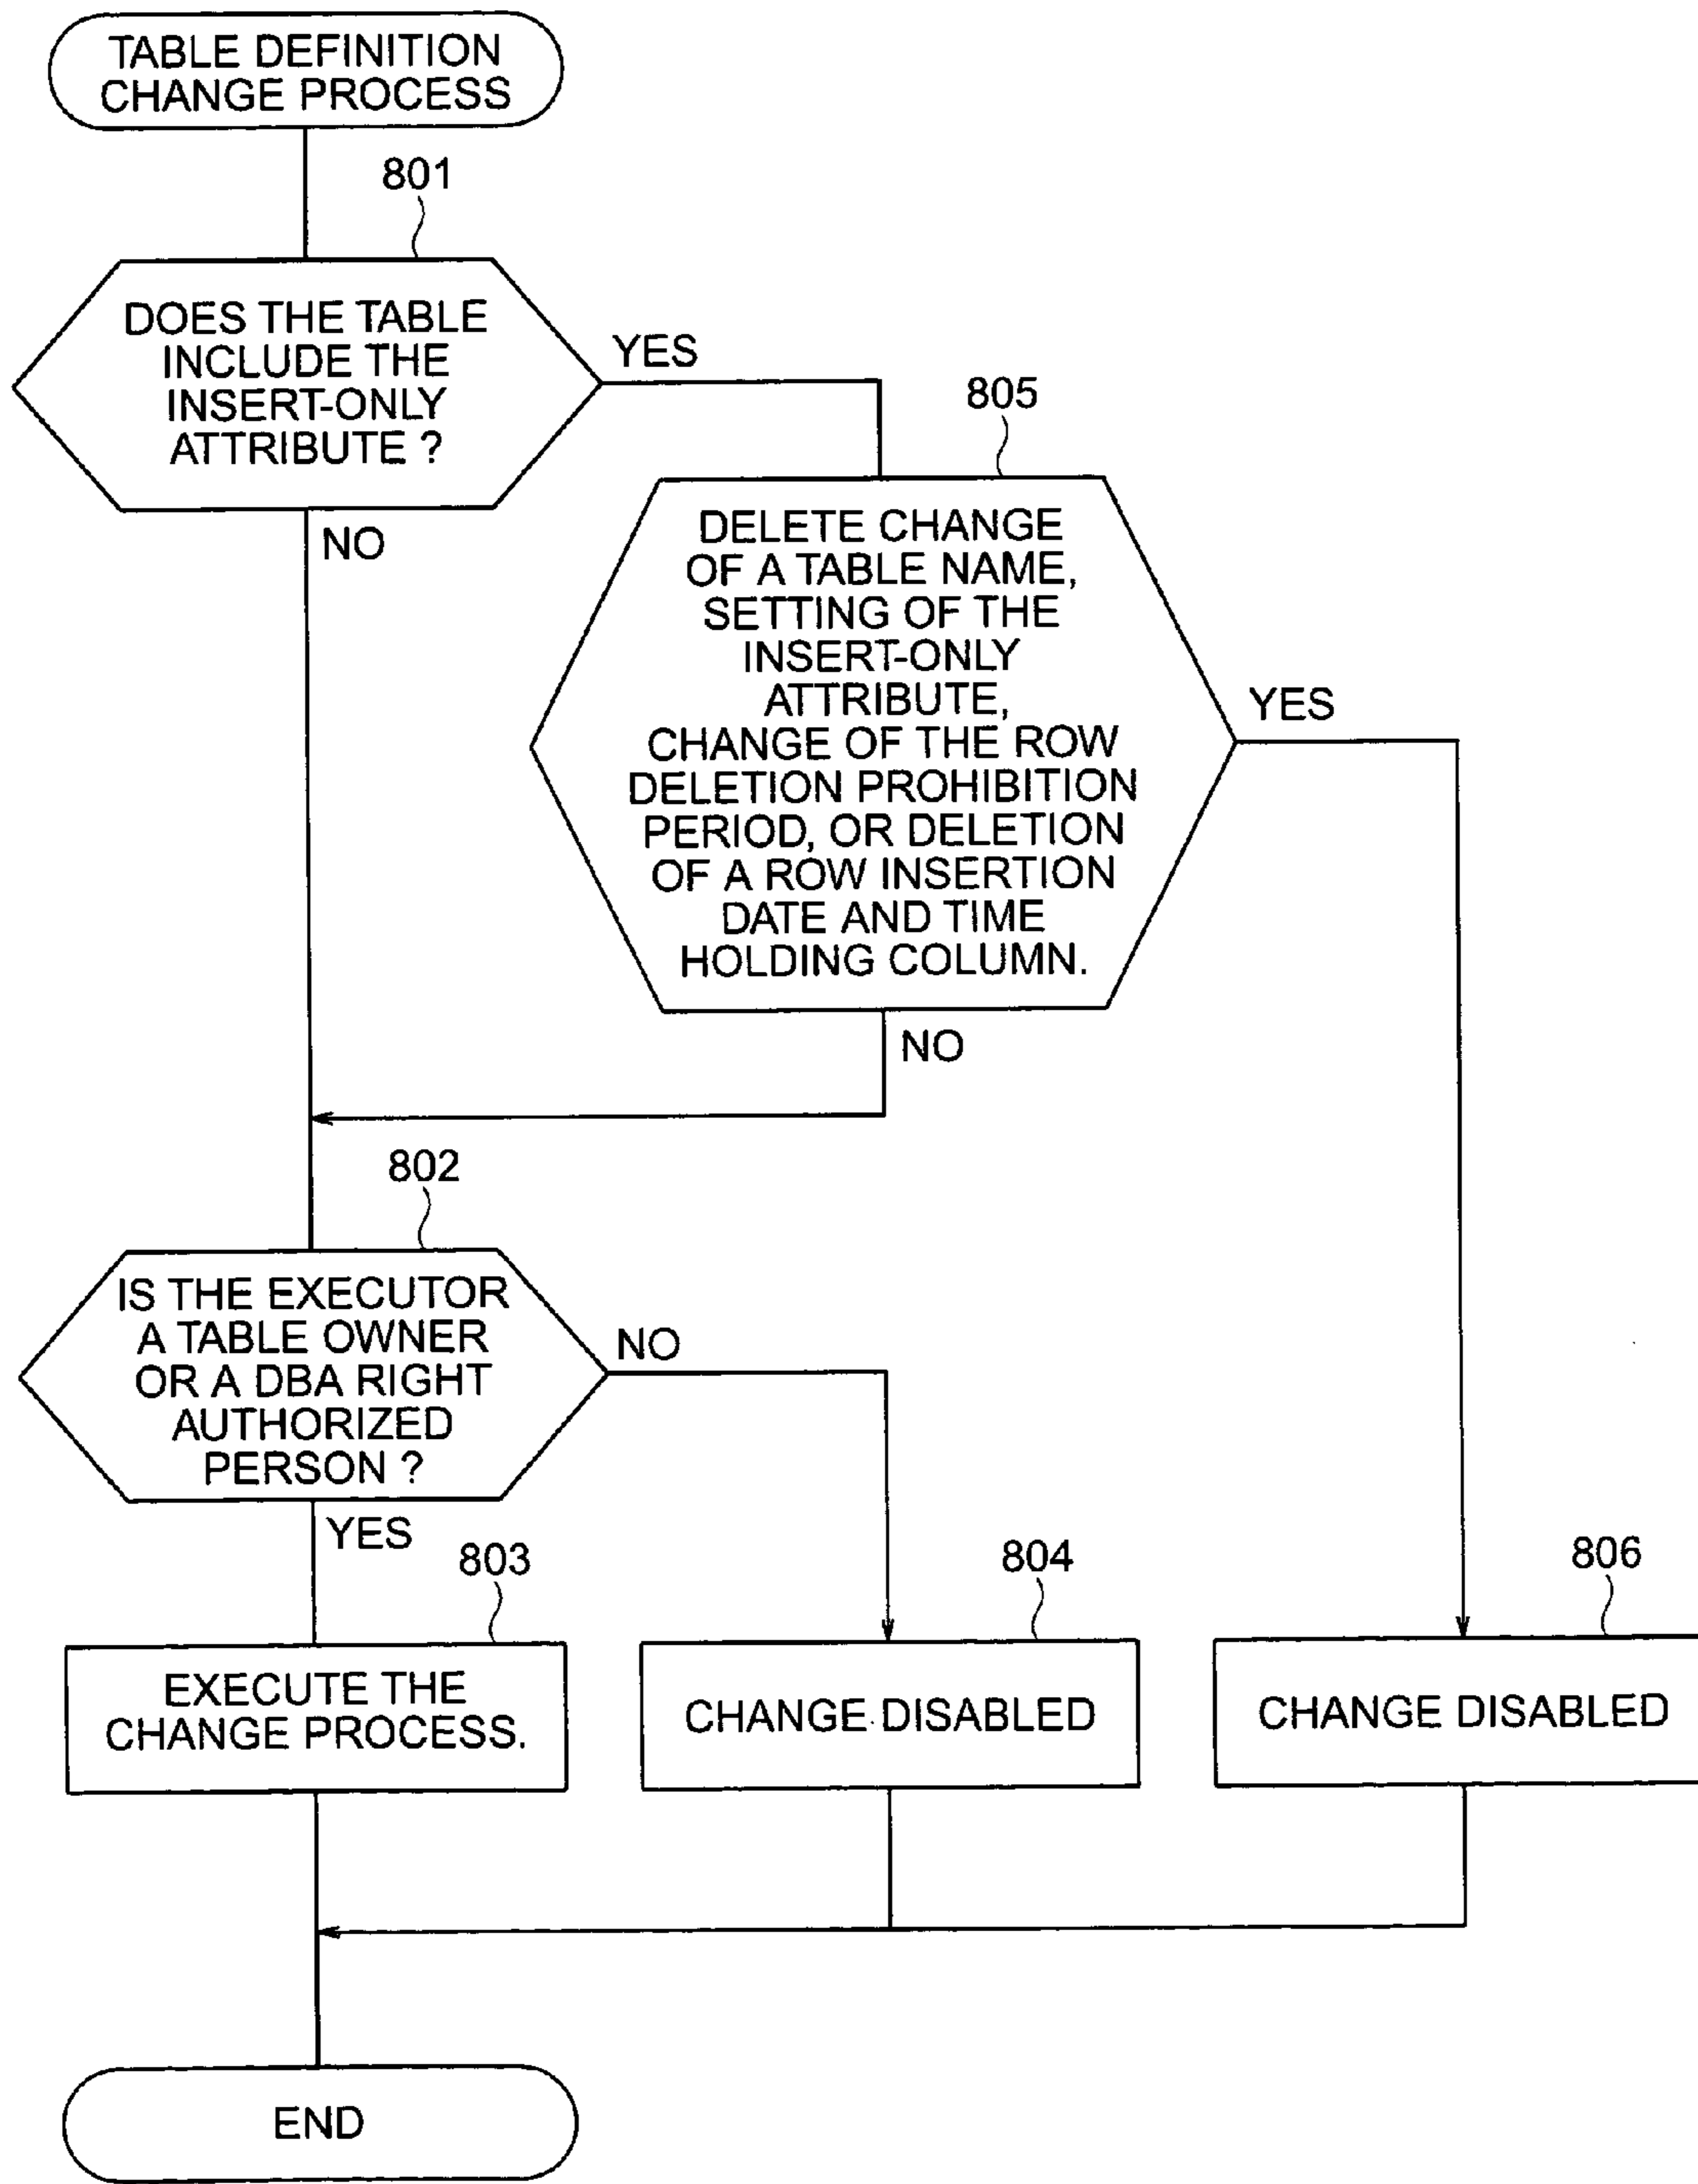 TABLE DEFINITION
CHANGE PROCESS
801
DOES THE TABLE
INCLUDE THE
INSERT-ONLY
ATTRIBUTE ?
YES
NO
805
DELETE CHANGE
OF A TABLE NAME,
SETTING OF THE
INSERT-ONLY
ATTRIBUTE,
CHANGE OF THE ROW
DELETION PROHIBITION
PERIOD, OR DELETION
OF A ROW INSERTION
DATE AND TIME
HOLDING COLUMN.
YES
NO
802
IS THE EXECUTOR
A TABLE OWNER
OR A DBA RIGHT
AUTHORIZED
PERSON ?
NO
YES
803
EXECUTE THE
CHANGE PROCESS.
804
CHANGE DISABLED
806
CHANGE DISABLED
END